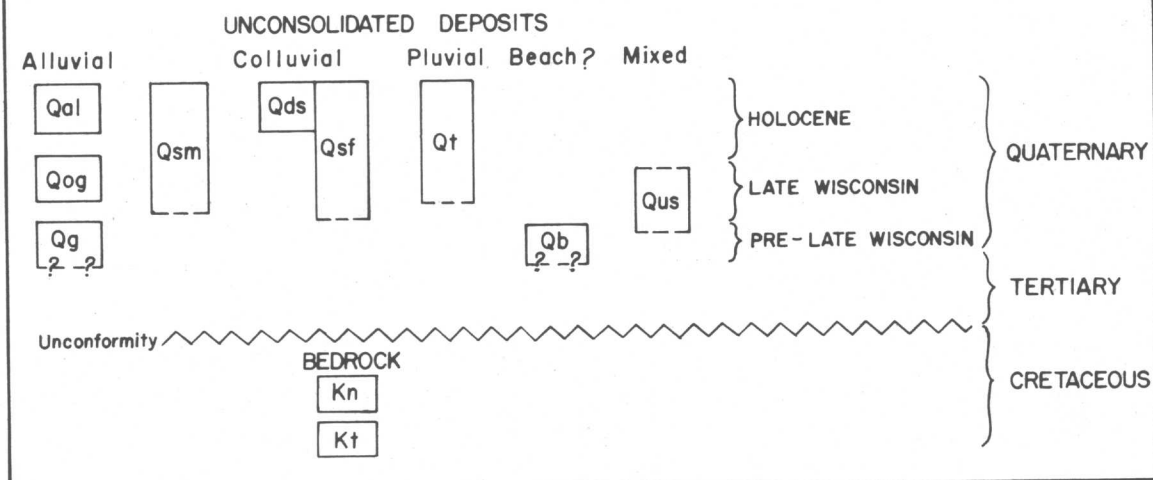 UNCONSOLIDATED DEPOSITS
Alluvial Colluvial Pluvial Beach? Mixed
Qal Qds
HOLOCENE
Qsm Qsf Qt
QUATERNARY
Qog
LATE WISCONSIN
Qus
Qg Qb
PRE-LATE WISCONSIN
? ? ? ?
TERTIARY
Unconformity
BEDROCK
Kn
CRETACEOUS
Kt